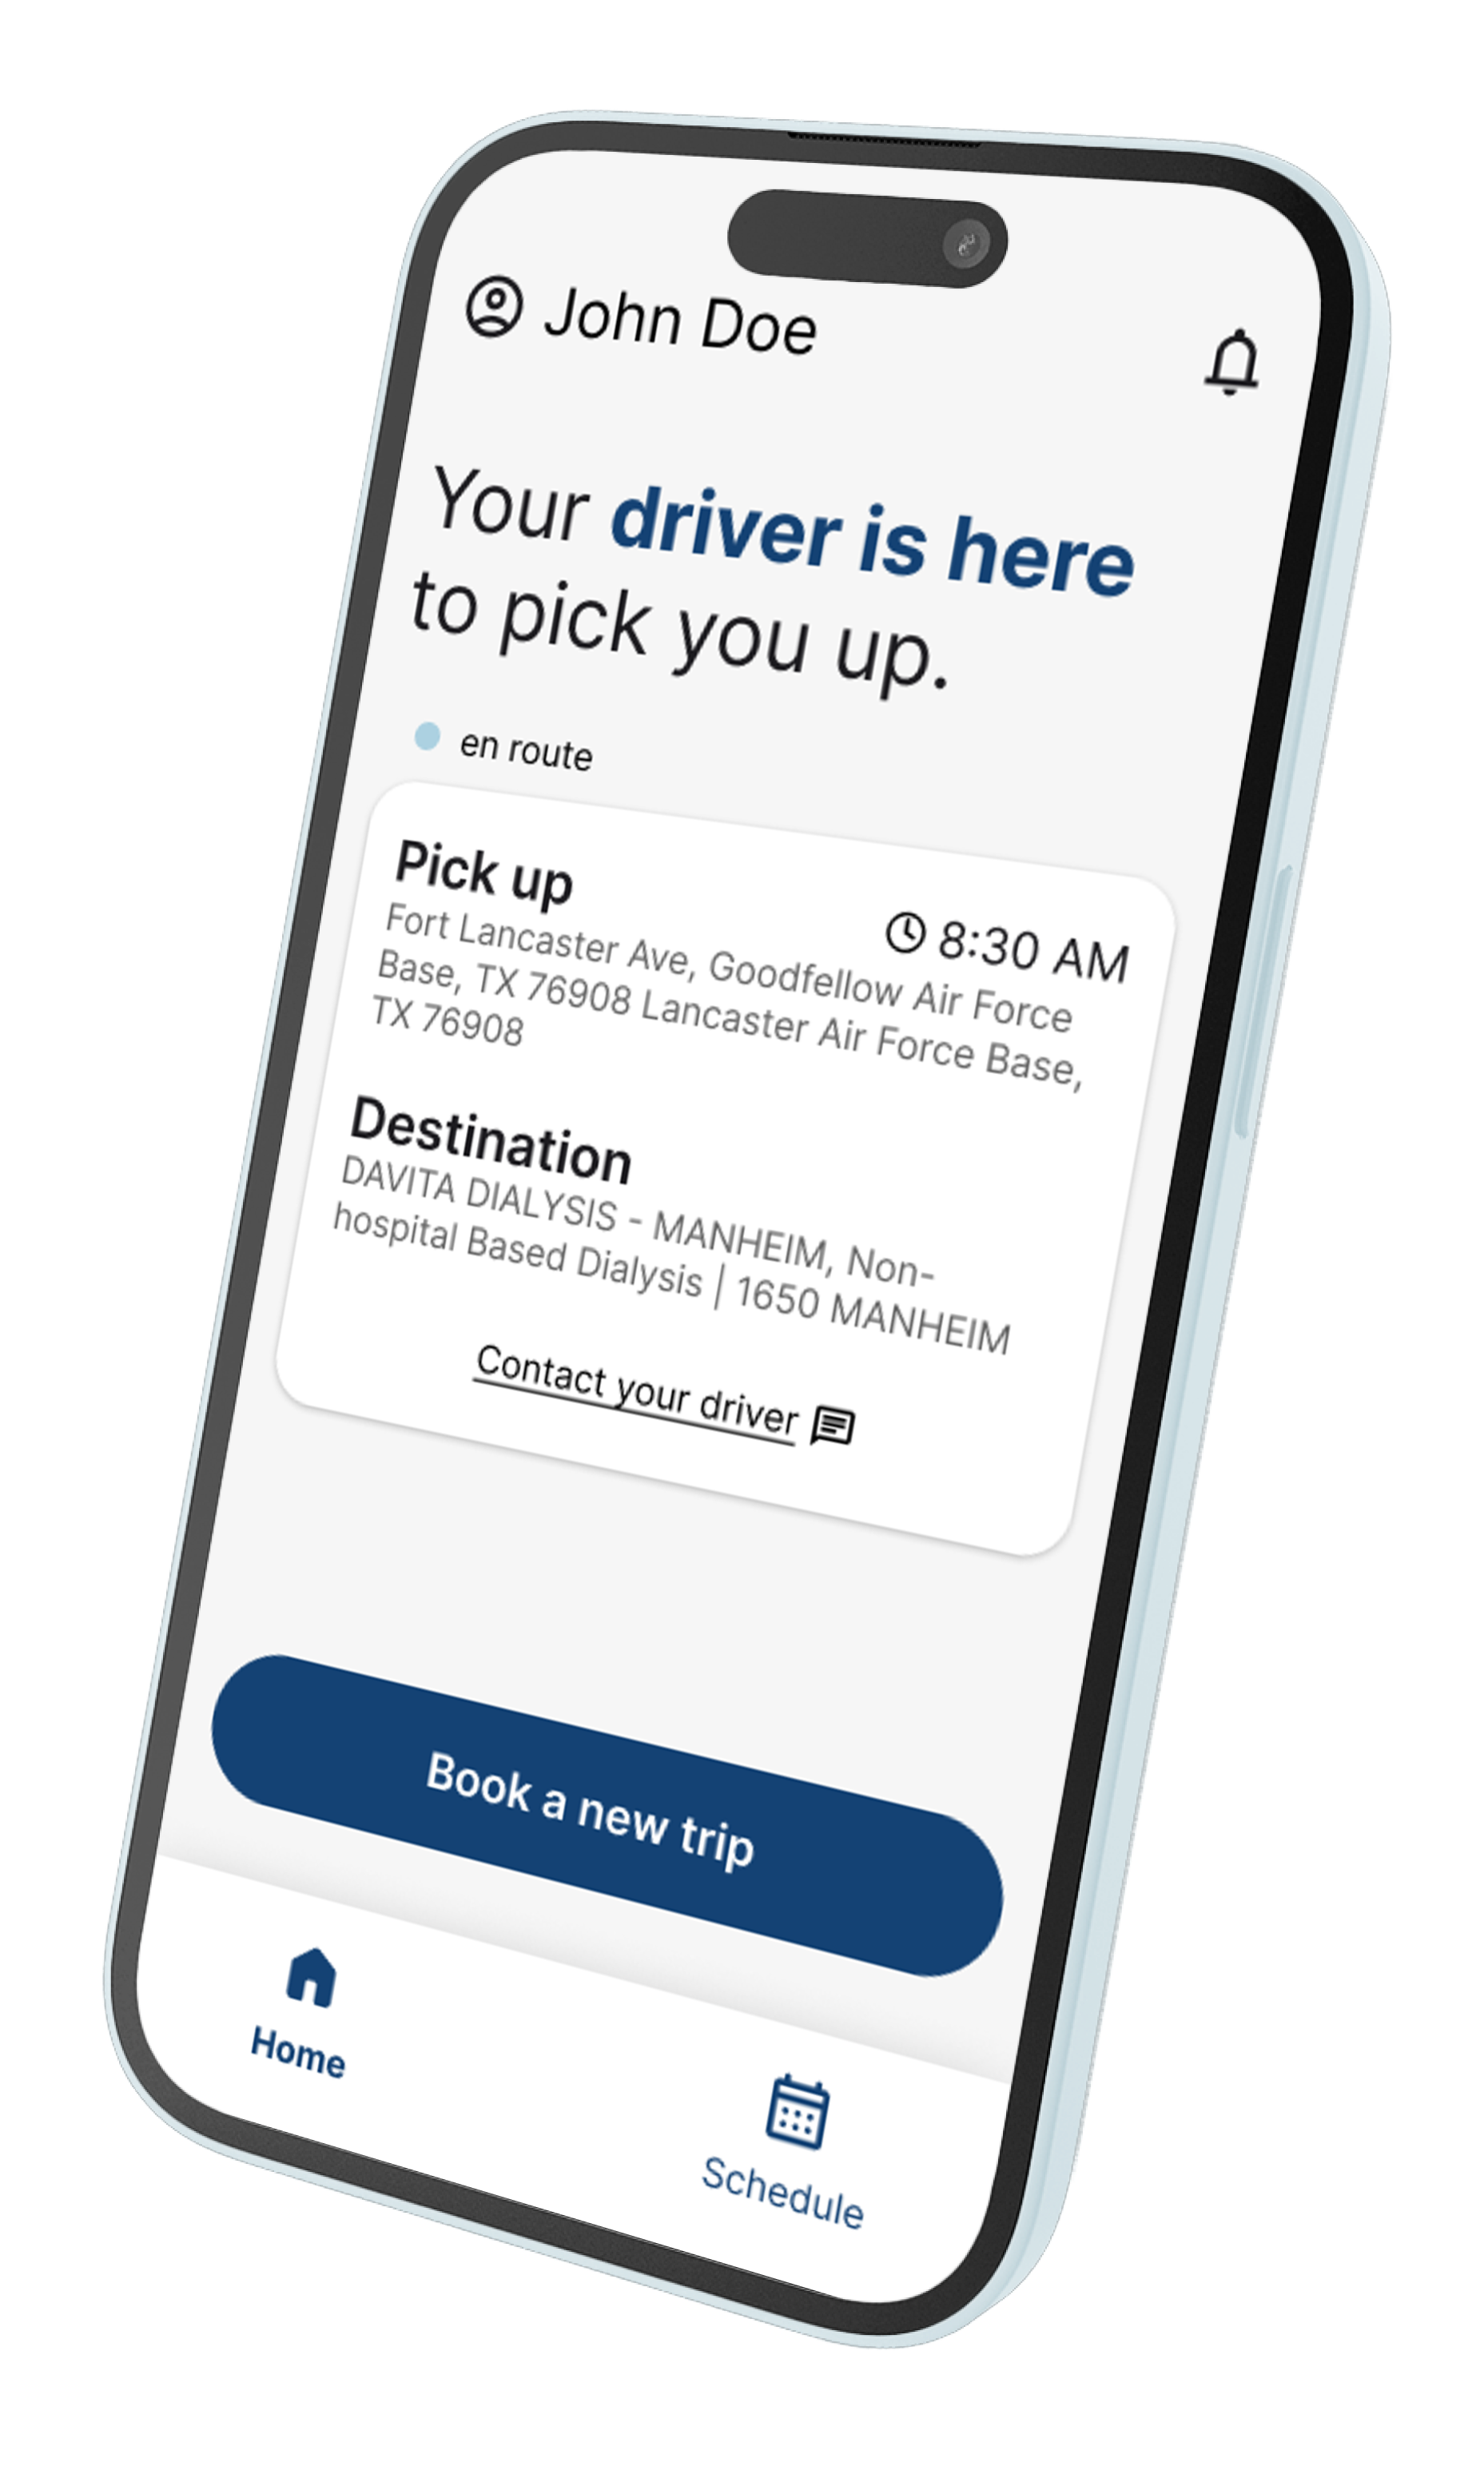 John Doe
Your driver is here
to pick you up.
en route
Pick up
8:30 AM
Fort Lancaster Ave, Goodfellow Air Force
Base, TX 76908 Lancaster Air Force Base,
TX 76908
Destination
DAVITA DIALYSIS - MANHEIM, Non-
hospital Based Dialysis | 1650 MANHEIM
Contact your driver
Book a new trip
Home
Schedule